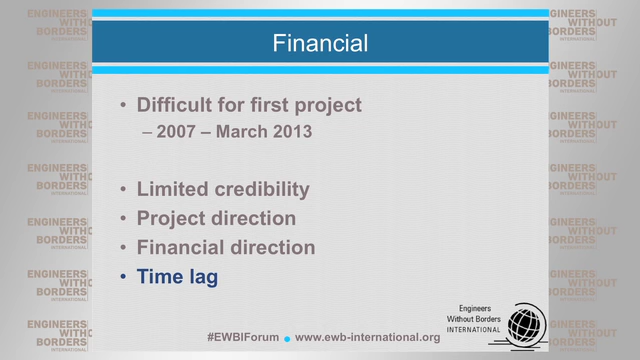 Financial
• Difficult for first project
– 2007 – March 2013
• Limited credibility
• Project direction
• Financial direction
• Time lag
Engineers
Without Borders
INTERNATIONAL
#EWBIForum • www.ewb-international.org
ENGINEERS
WITHOUT
BORDERS
INTERNATIONAL